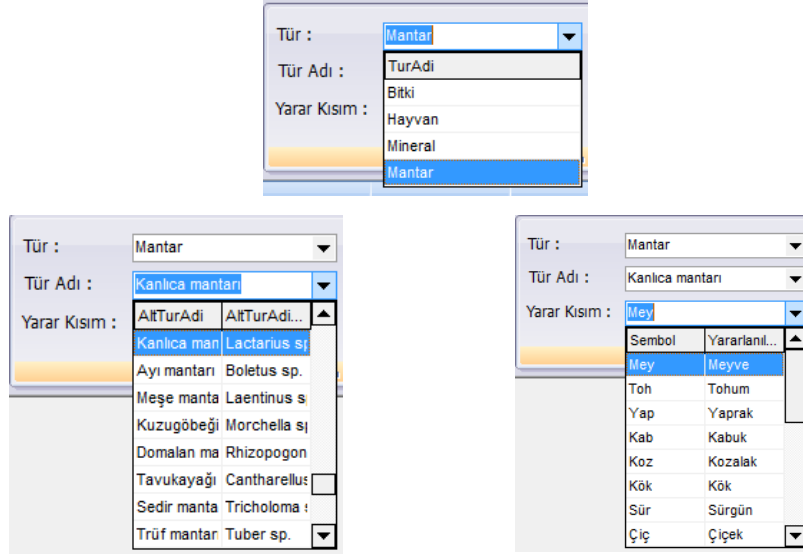 Tür : Mantar
Tür Adı : TurAdi
Bitki
Yarar Kısım : Hayvan
Mineral
Mantar
Tür : Mantar
Tür Adı : Kanlıca mantarı
Yarar Kısım : AltTurAdi AltTurAdi...
Kanlıca man Lactarius sp
Ayı mantarı Boletus sp.
Meşe manta Laentinus s
Kuzugöbeği Morchella sp
Domalan ma Rhizopogon
Tavukayağı Cantharellus
Sedir manta Tricholoma
Trüf mantar Tuber sp.
Tür : Mantar
Tür Adı : Kanlıca mantarı
Yarar Kısım : Mey
Sembol Yararlanıl...
Mey Meyve
Toh Tohum
Yap Yaprak
Kab Kabuk
Koz Kozalak
Kök Kök
Sür Sürgün
Çiç Çiçek